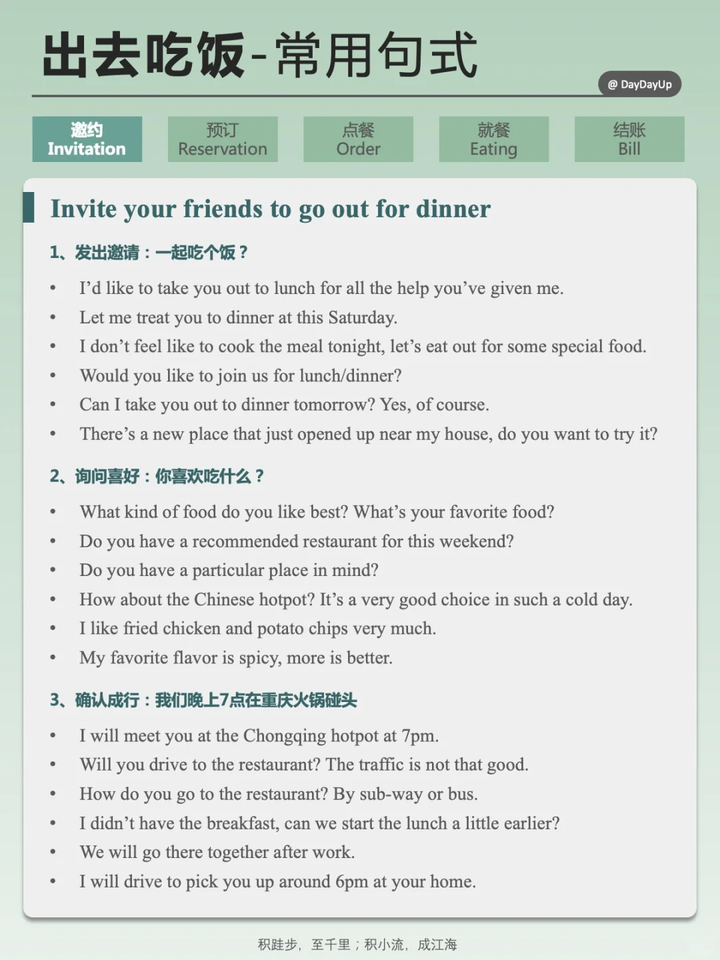 出去吃饭-常用句式
@ DayDayUp
邀约
Invitation
预订
Reservation
点餐
Order
就餐
Eating
结账
Bill
Invite your friends to go out for dinner
1、发出邀请：一起吃个饭？
• I’d like to take you out to lunch for all the help you’ve given me.
• Let me treat you to dinner at this Saturday.
• I don’t feel like to cook the meal tonight, let’s eat out for some special food.
• Would you like to join us for lunch/dinner?
• Can I take you out to dinner tomorrow? Yes, of course.
• There’s a new place that just opened up near my house, do you want to try it?
2、询问喜好：你喜欢吃什么？
• What kind of food do you like best? What’s your favorite food?
• Do you have a recommended restaurant for this weekend?
• Do you have a particular place in mind?
• How about the Chinese hotpot? It’s a very good choice in such a cold day.
• I like fried chicken and potato chips very much.
• My favorite flavor is spicy, more is better.
3、确认成行：我们晚上7点在重庆火锅碰头
• I will meet you at the Chongqing hotpot at 7pm.
• Will you drive to the restaurant? The traffic is not that good.
• How do you go to the restaurant? By sub-way or bus.
• I didn’t have the breakfast, can we start the lunch a little earlier?
• We will go there together after work.
• I will drive to pick you up around 6pm at your home.
积跬步，至千里；积小流，成江海